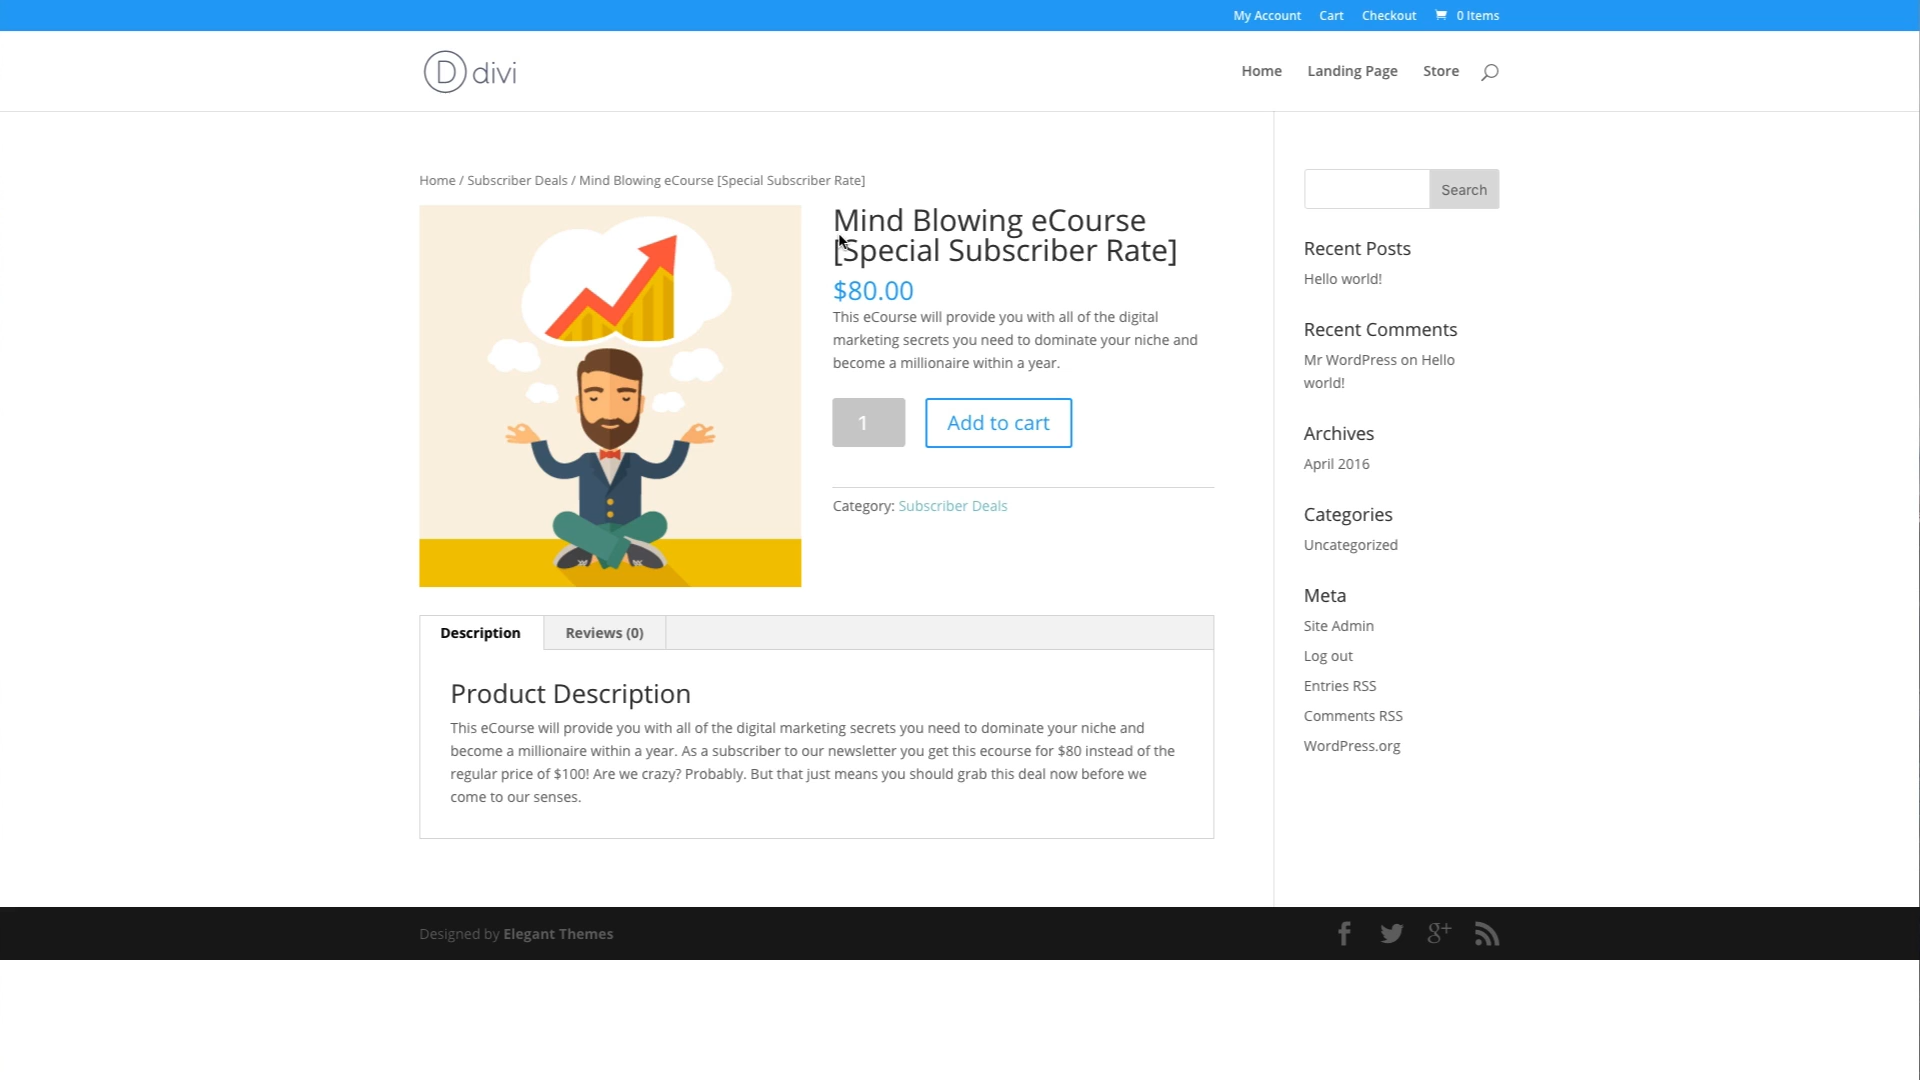 My Account Cart Checkout 0 Items
D divi
Home Landing Page Store
Home / Subscriber Deals / Mind Blowing eCourse [Special Subscriber Rate]
Mind Blowing eCourse
[Special Subscriber Rate]
$80.00
This eCourse will provide you with all of the digital
marketing secrets you need to dominate your niche and
become a millionaire within a year.
1 Add to cart
Category: Subscriber Deals
Description Reviews (0)
Product Description
This eCourse will provide you with all of the digital marketing secrets you need to dominate your niche and
become a millionaire within a year. As a subscriber to our newsletter you get this ecourse for $80 instead of the
regular price of $100! Are we crazy? Probably. But that just means you should grab this deal now before we
come to our senses.
Search
Recent Posts
Hello world!
Recent Comments
Mr WordPress on Hello
world!
Archives
April 2016
Categories
Uncategorized
Meta
Site Admin
Log out
Entries RSS
Comments RSS
WordPress.org
Designed by Elegant Themes